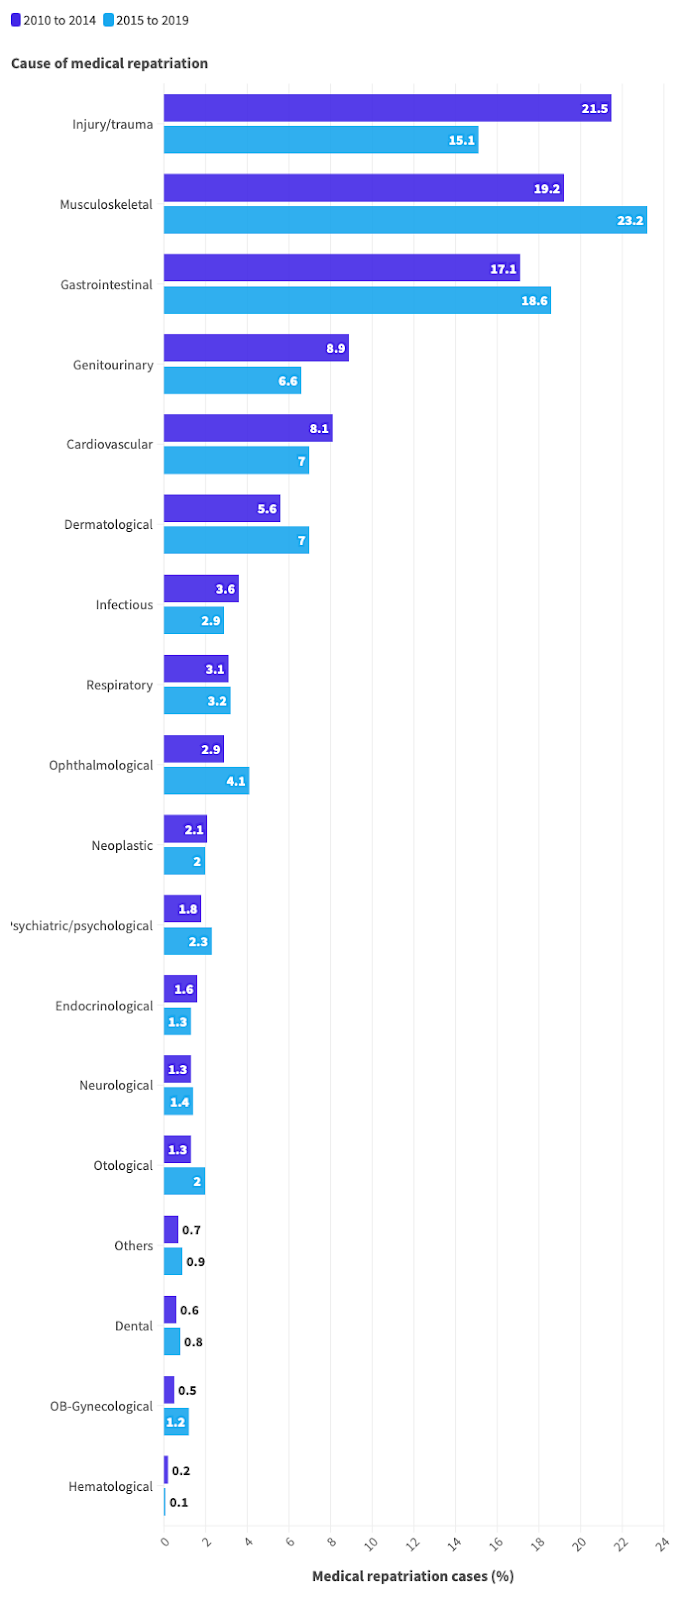 2010 to 2014 2015 to 2019
Cause of medical repatriation
Injury/trauma
21.5
15.1
Musculoskeletal
19.2
23.2
Gastrointestinal
17.1
18.6
Genitourinary
8.9
6.6
Cardiovascular
8.1
7
Dermatological
5.6
7
Infectious
3.6
2.9
Respiratory
3.1
3.2
Ophthalmological
2.9
4.1
Neoplastic
2.1
2
sychiatric/psychological
1.8
2.3
Endocrinological
1.6
1.3
Neurological
1.3
1.4
Otological
1.3
2
Others
0.7
0.9
Dental
0.6
0.8
OB-Gynecological
0.5
1.2
Hematological
0.2
0.1
0 2 4 6 8 10 12 14 16 18 20 22 24
Medical repatriation cases (%)